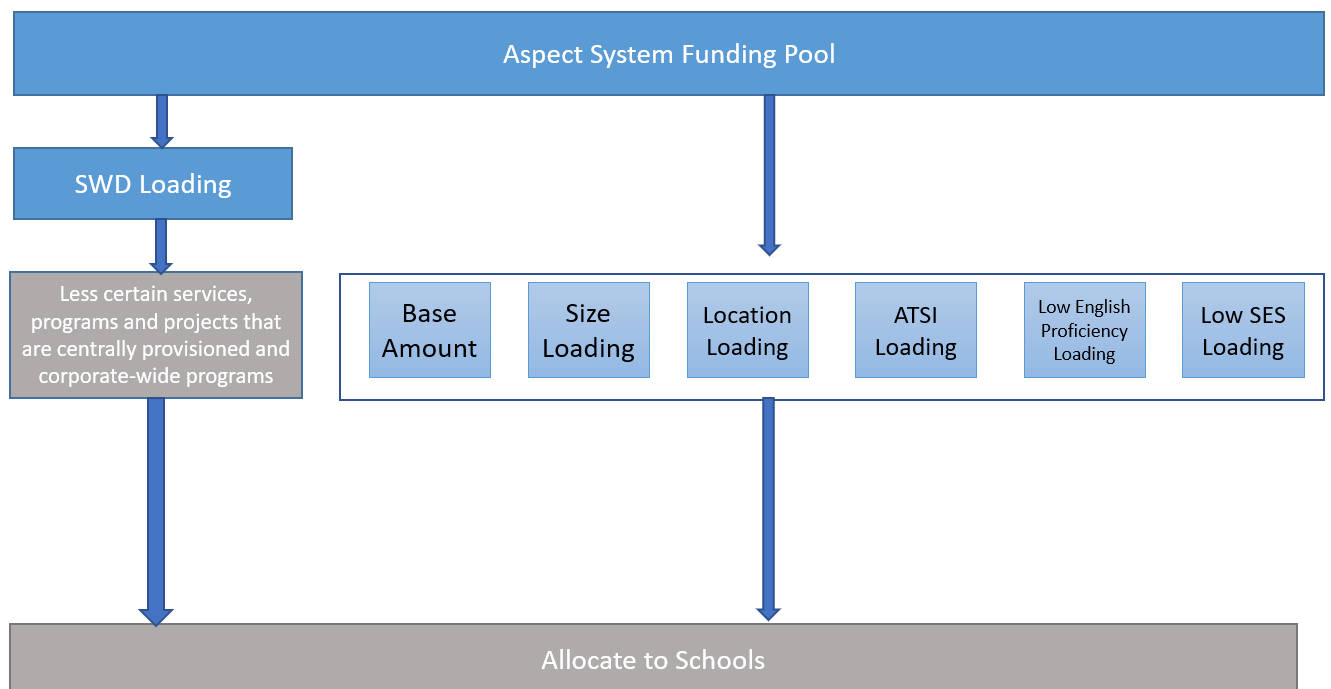 Aspect System Funding Pool
SWD Loading
Less certain services,
programs and projects that
are centrally provisioned and
corporate-wide programs
Base
Amount
Size
Loading
Location
Loading
ATSI
Loading
Low English
Proficiency
Loading
Low SES
Loading
Allocate to Schools